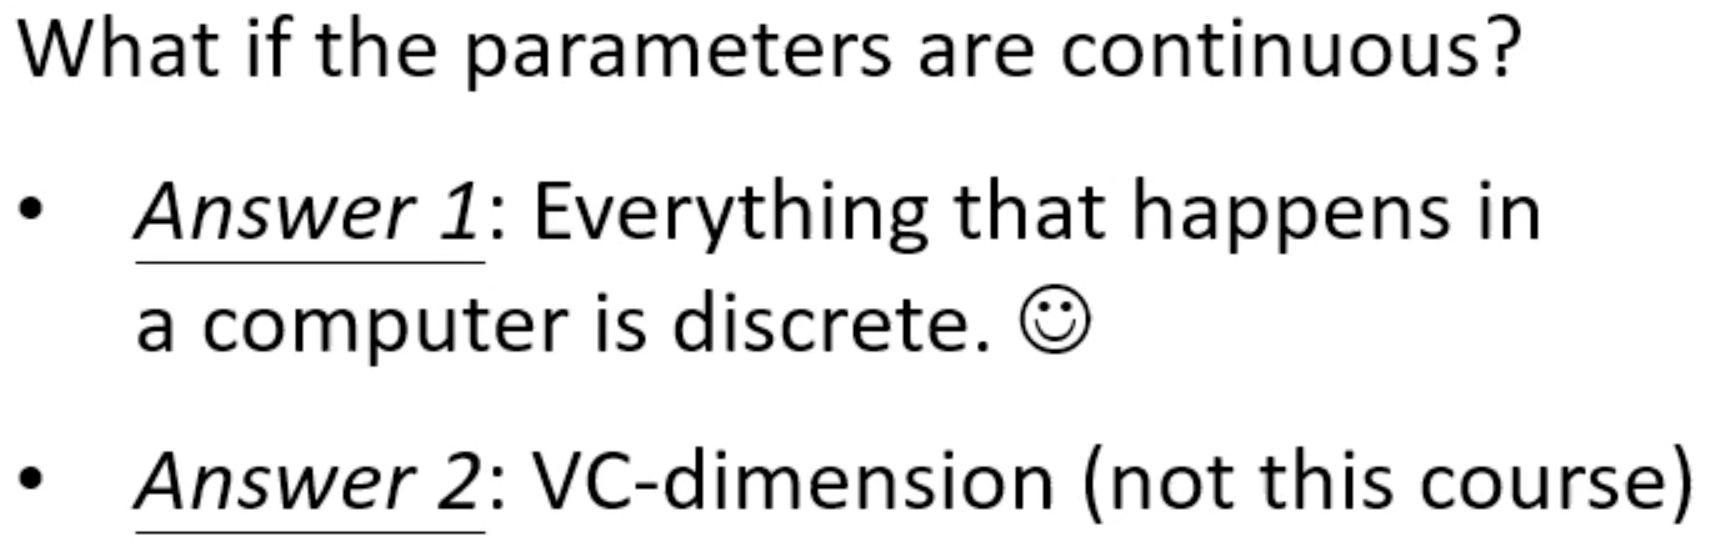 What if the parameters are continuous?
• Answer 1: Everything that happens in
a computer is discrete. ☺
• Answer 2: VC-dimension (not this course)